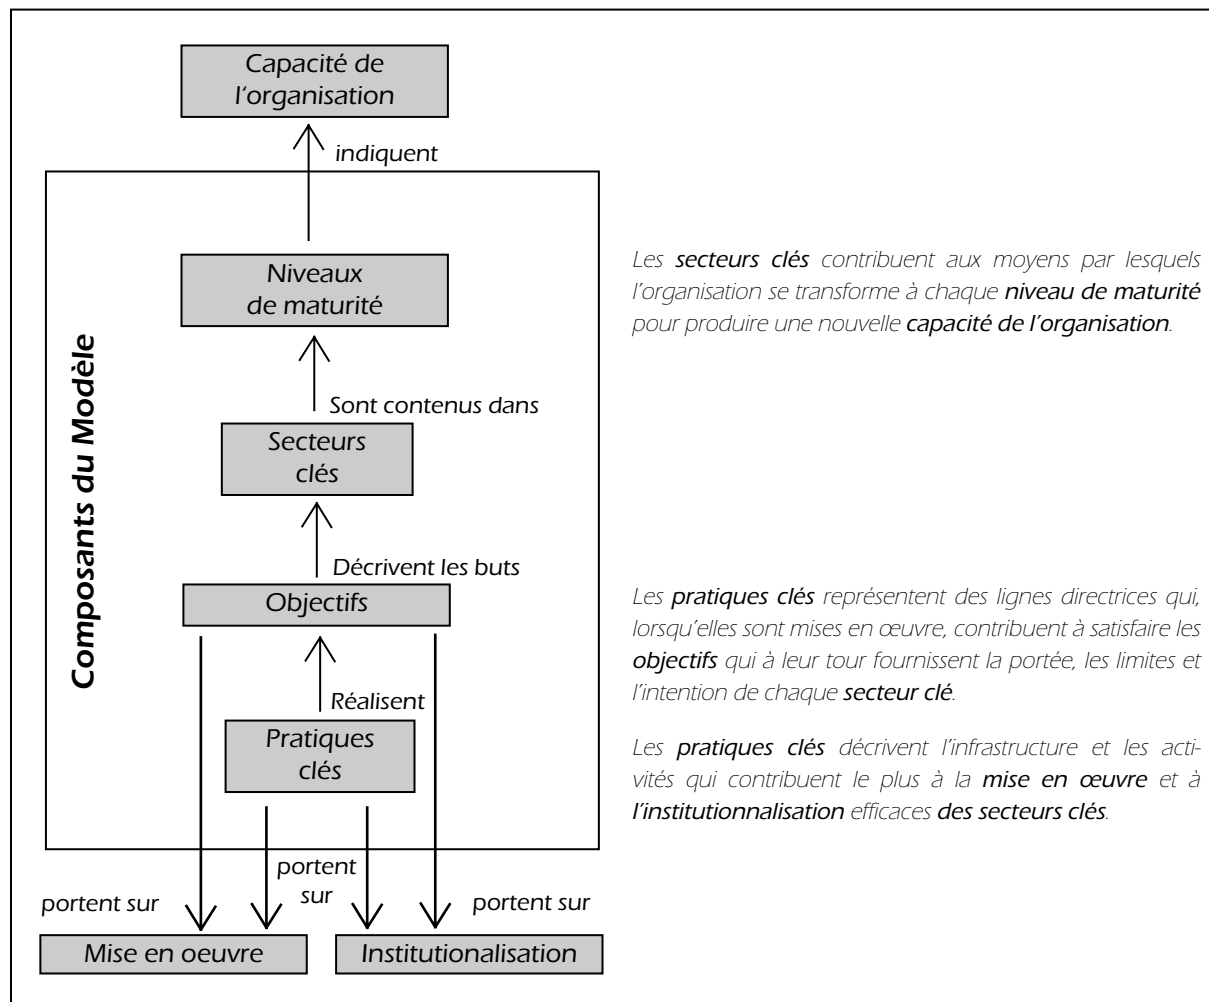 Capacité de
l'organisation
indiquent
Composants du Modèle
Niveaux
de maturité
Sont contenus dans
Secteurs
clés
Décrivent les buts
Objectifs
Réalisent
Pratiques
clés
portent sur
portent
sur
portent sur
Mise en oeuvre
Institutionalisation
Les secteurs clés contribuent aux moyens par lesquels
l'organisation se transforme à chaque niveau de maturité
pour produire une nouvelle capacité de l'organisation.
Les pratiques clés représentent des lignes directrices qui,
lorsqu'elles sont mises en œuvre, contribuent à satisfaire les
objectifs qui à leur tour fournissent la portée, les limites et
l'intention de chaque secteur clé.
Les pratiques clés décrivent l'infrastructure et les acti-
vités qui contribuent le plus à la mise en œuvre et à
l'institutionnalisation efficaces des secteurs clés.